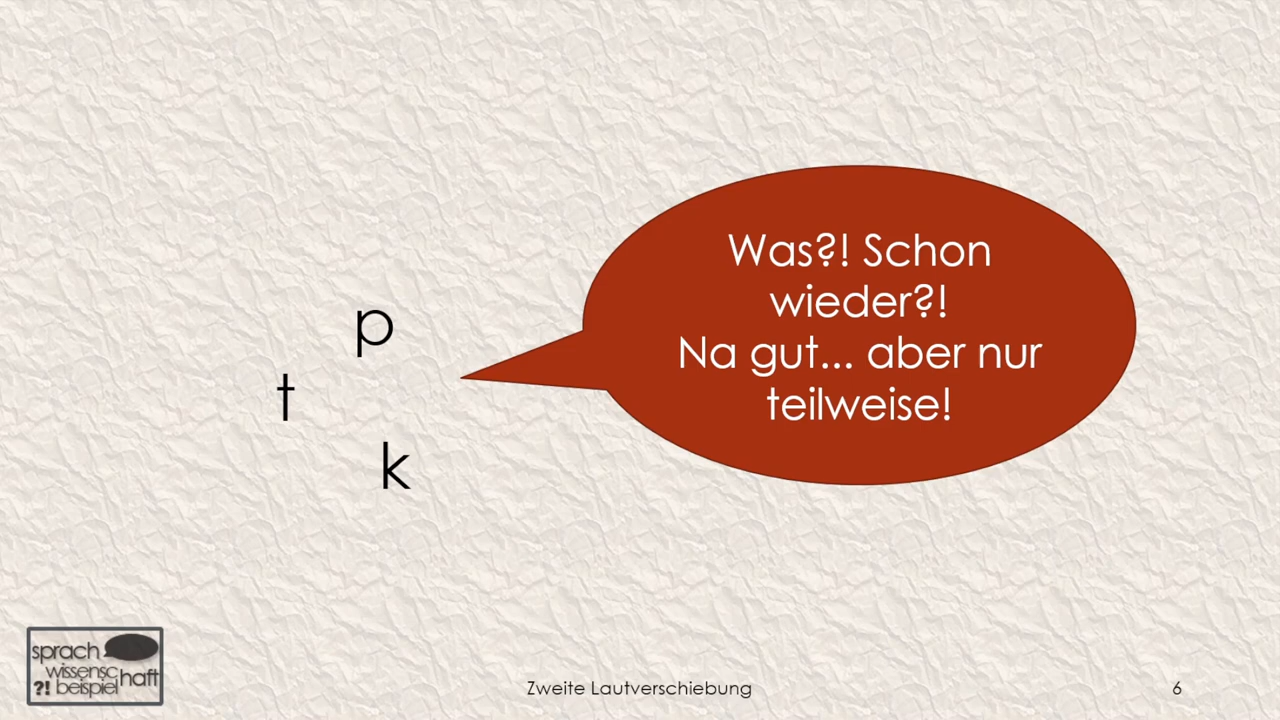 p
t
k
Was?! Schon
wieder?!
Na gut... aber nur
teilweise!
sprach
wissensc
haft
?! beispiel
Zweite Lautverschiebung
6